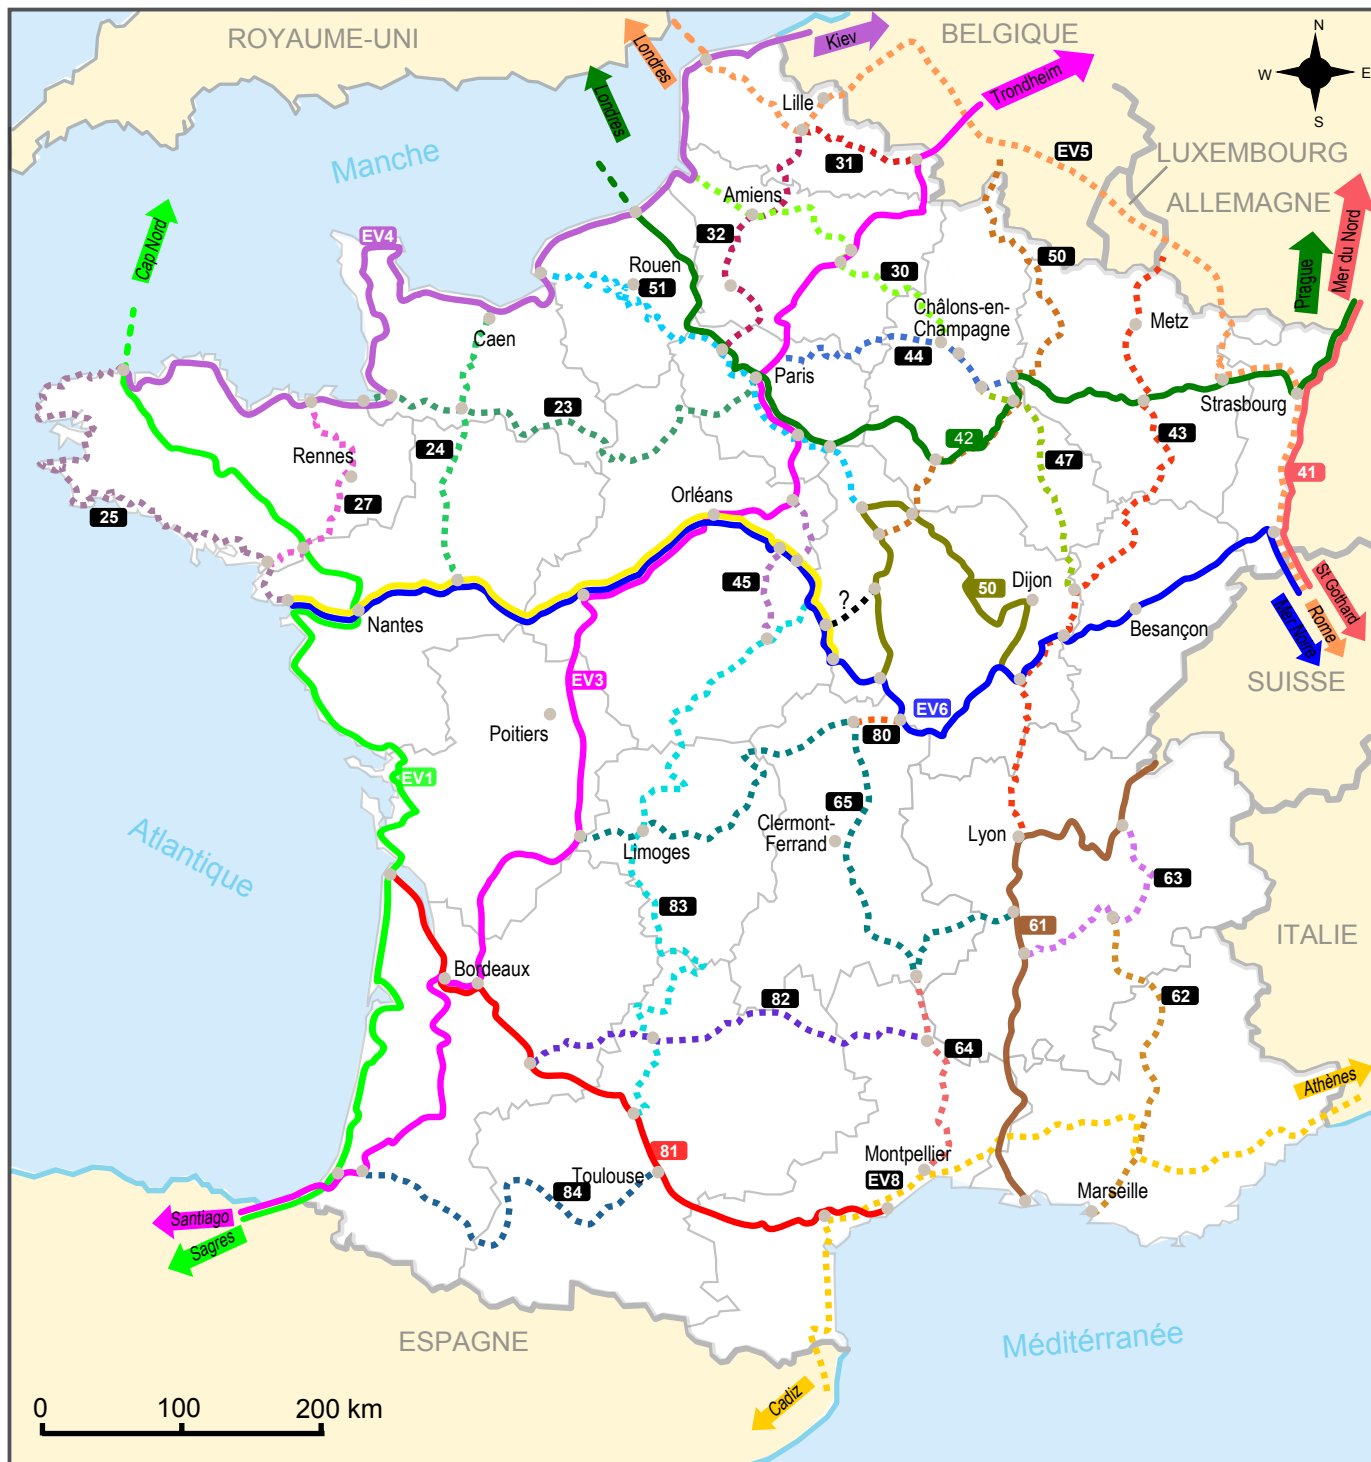 ROYAUME-UNI
BELGIQUE
N
W
E
S
Kiev
Londres
Trondheim
Londres
Lille
Manche
31
EV5
LUXEMBOURG
Amiens
ALLEMAGNE
Cap Nord
EV4
32
50
Mer du Nord
Prague
Rouen
51
30
Châlons-en-
Champagne
Metz
Caen
44
Paris
Strasbourg
23
24
42
43
Rennes
47
41
27
Orléans
25
45
?
50
Dijon
St Gothard
Nantes
Besançon
Mer Noire
Rome
EV3
SUISSE
EV6
Poitiers
80
EV1
65
Clermont-
Ferrand
Lyon
Limoges
Atlantique
63
83
61
ITALIE
Bordeaux
82
62
64
Athènes
81
Montpellier
Toulouse
84
EV8
Marseille
Santiago
Sagres
ESPAGNE
Méditérranée
Cadiz
0
100
200 km